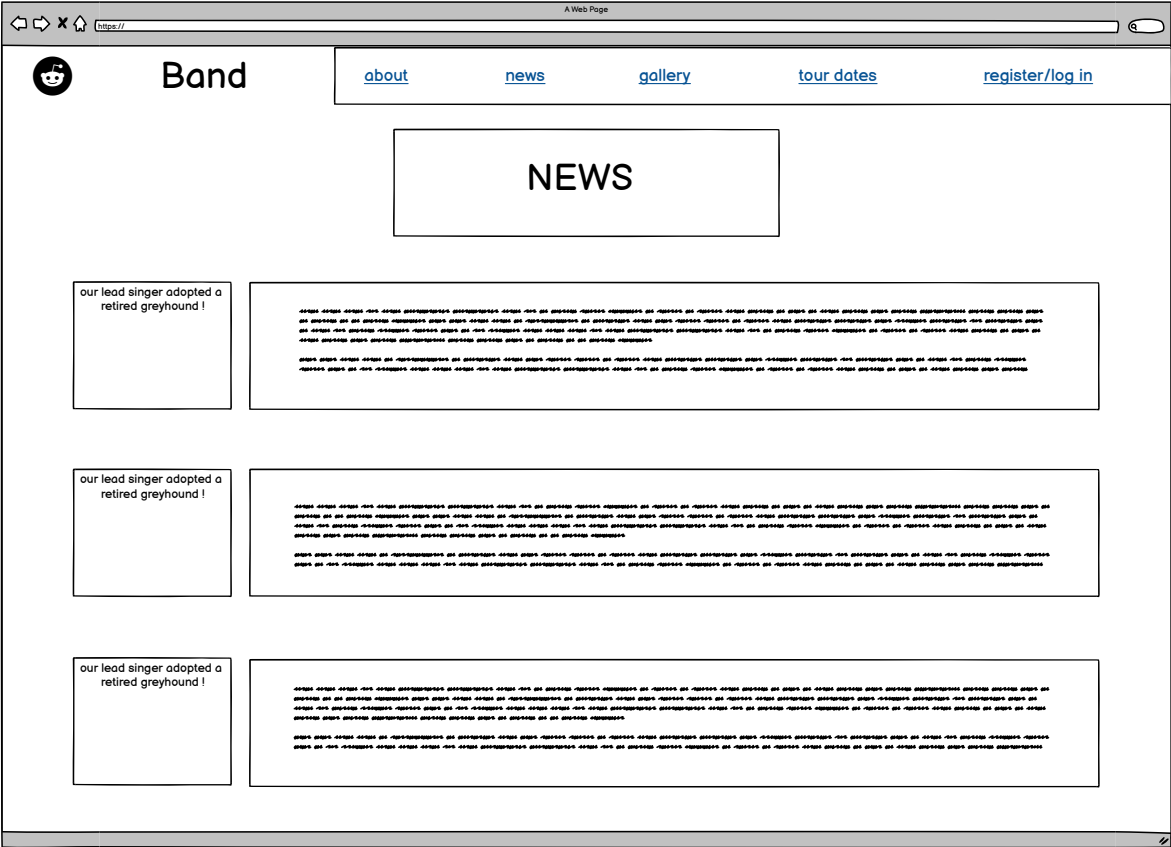 A Web Page
https://
Band
about news gallery tour dates register/log in
NEWS
our lead singer adopted a
retired greyhound !
our lead singer adopted a
retired greyhound !
our lead singer adopted a
retired greyhound !